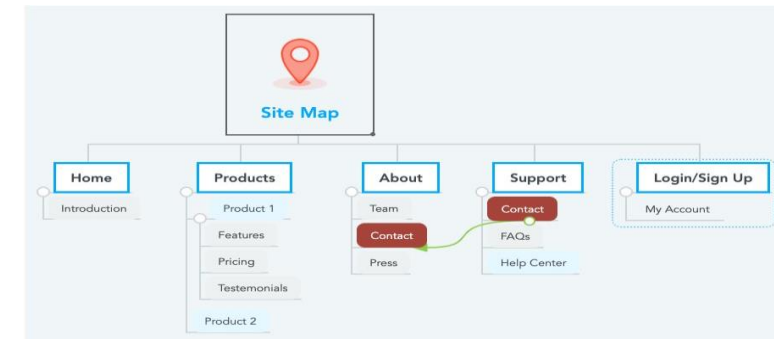 Site Map
Home
Introduction
Products
Product 1
Features
Pricing
Testemonials
Product 2
About
Team
Contact
Press
Support
Contact
FAQs
Help Center
Login/Sign Up
My Account